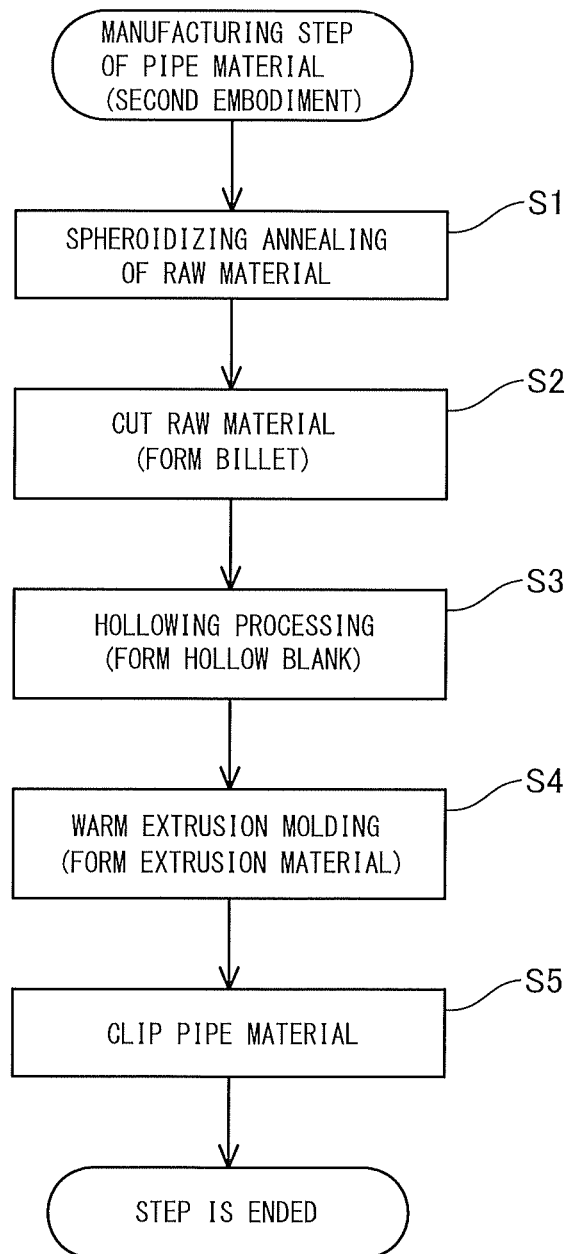 MANUFACTURING STEP
OF PIPE MATERIAL
(SECOND EMBODIMENT)
S1
SPHEROIDIZING ANNEALING
OF RAW MATERIAL
S2
CUT RAW MATERIAL
(FORM BILLET)
S3
HOLLOWING PROCESSING
(FORM HOLLOW BLANK)
S4
WARM EXTRUSION MOLDING
(FORM EXTRUSION MATERIAL)
S5
CLIP PIPE MATERIAL
STEP IS ENDED